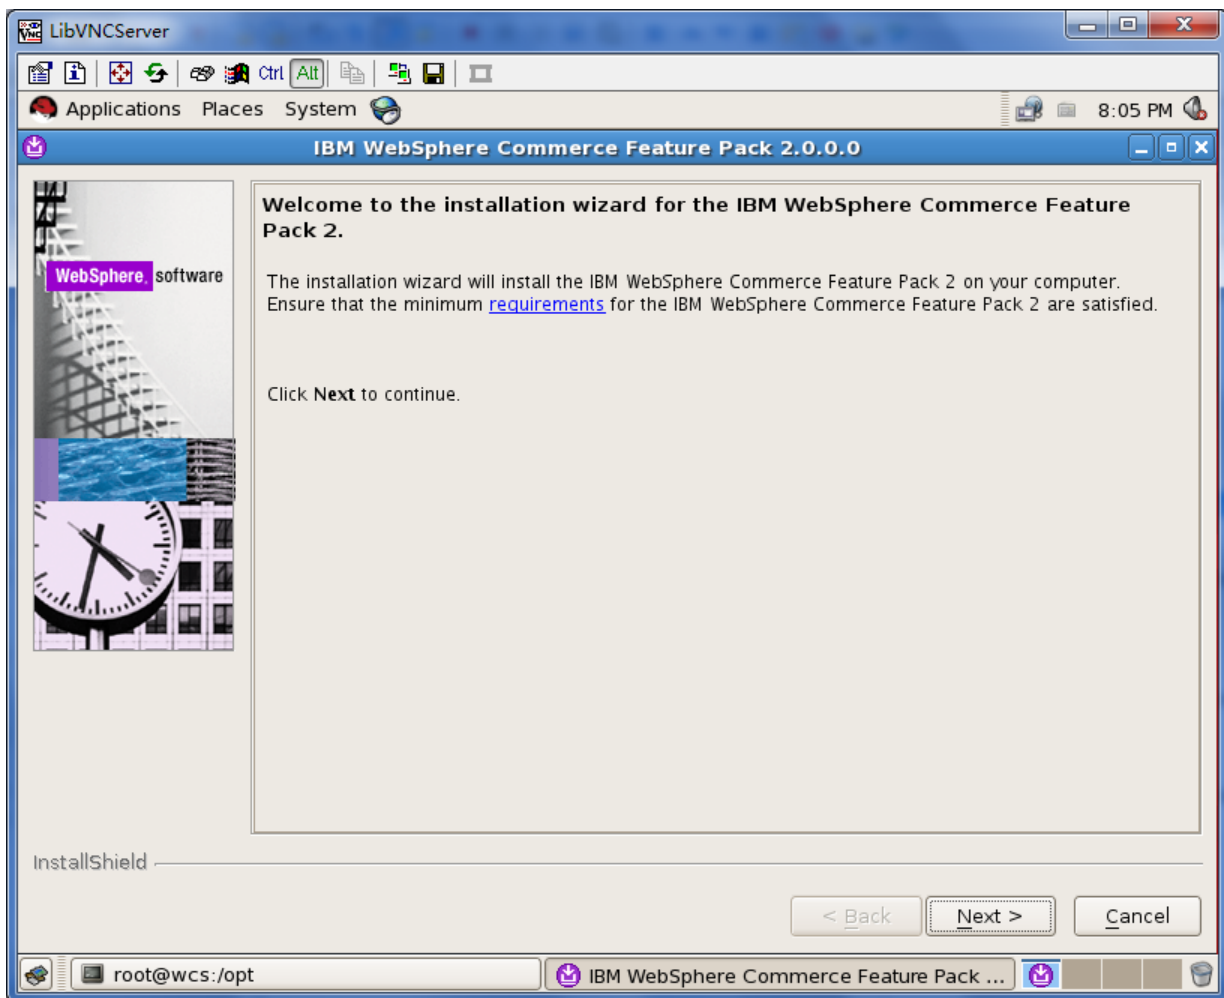 LibVNCServer
Ctrl Alt
Applications Places System 8:05 PM
IBM WebSphere Commerce Feature Pack 2.0.0.0
WebSphere. software
Welcome to the installation wizard for the IBM WebSphere Commerce Feature
Pack 2.
The installation wizard will install the IBM WebSphere Commerce Feature Pack 2 on your computer.
Ensure that the minimum requirements for the IBM WebSphere Commerce Feature Pack 2 are satisfied.
Click Next to continue.
InstallShield
< Back Next > Cancel
root@wcs:/opt IBM WebSphere Commerce Feature Pack ...